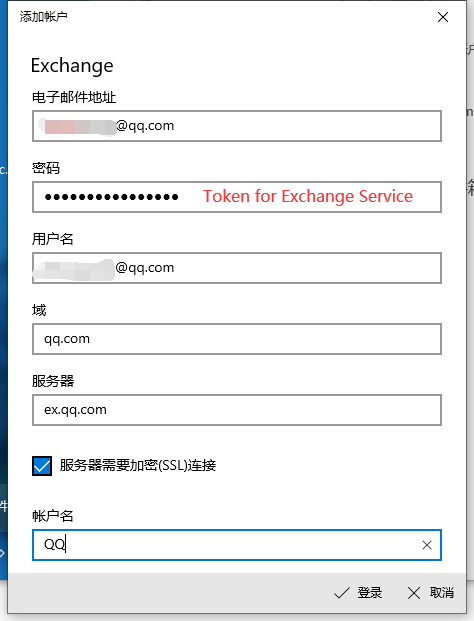 添加帐户
Exchange
电子邮件地址
@qq.com
密码
●●●●●●●●●●●●●●●● Token for Exchange Service
用户名
@qq.com
域
qq.com
服务器
ex.qq.com
服务器需要加密(SSL)连接
帐户名
QQ
登录 取消